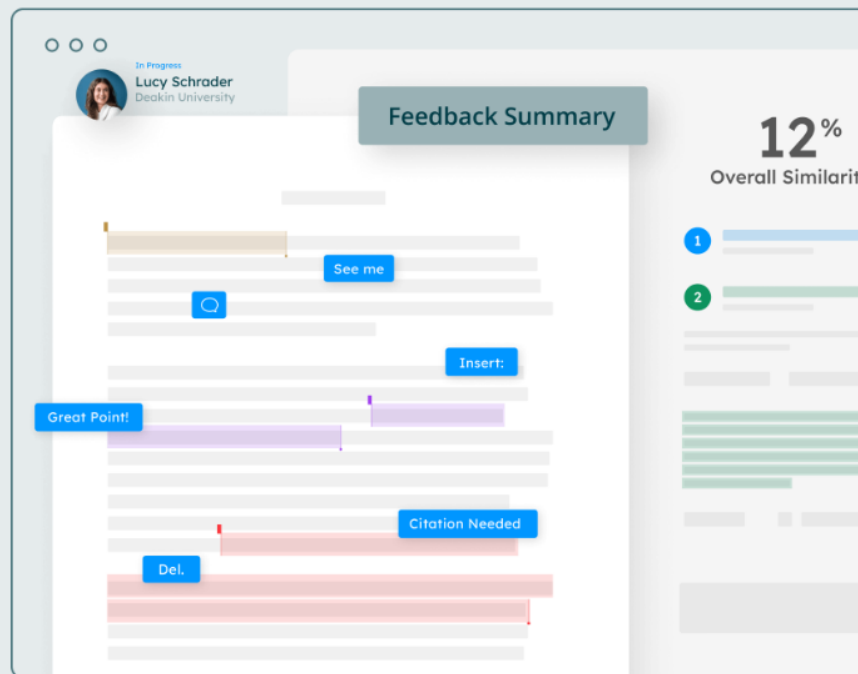 In Progress
Lucy Schrader
Deakin University
Feedback Summary
12%
Overall Similarit
1
2
See me
Insert:
Great Point!
Citation Needed
Del.